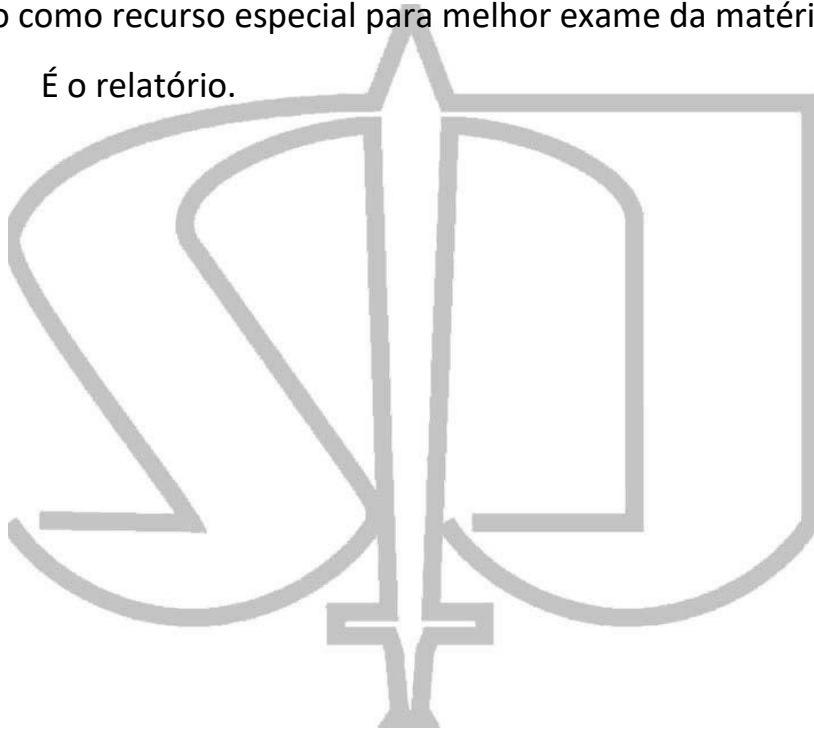 o como recurso especial para melhor exame da matéri
É o relatório.